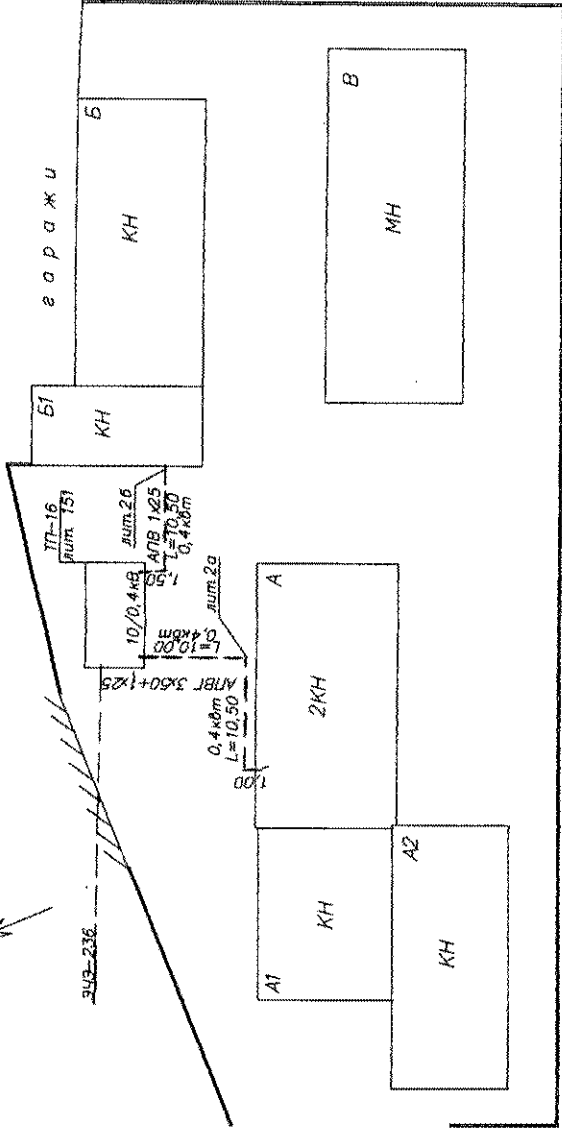 гаражи
Б
КН
Б1
КН
В
МН
ТП-16
лит. 151
лит.2б
АПВ 1х25
L=10,50
0,4квт
1,50
10/0,4кв
лит.2а
L=10,00
0,4квт
АПВГ 3х50+1х25
0,4квт
L=10,50
1,00
А
2КН
А1
КН
А2
КН
ЭЧЭ-236